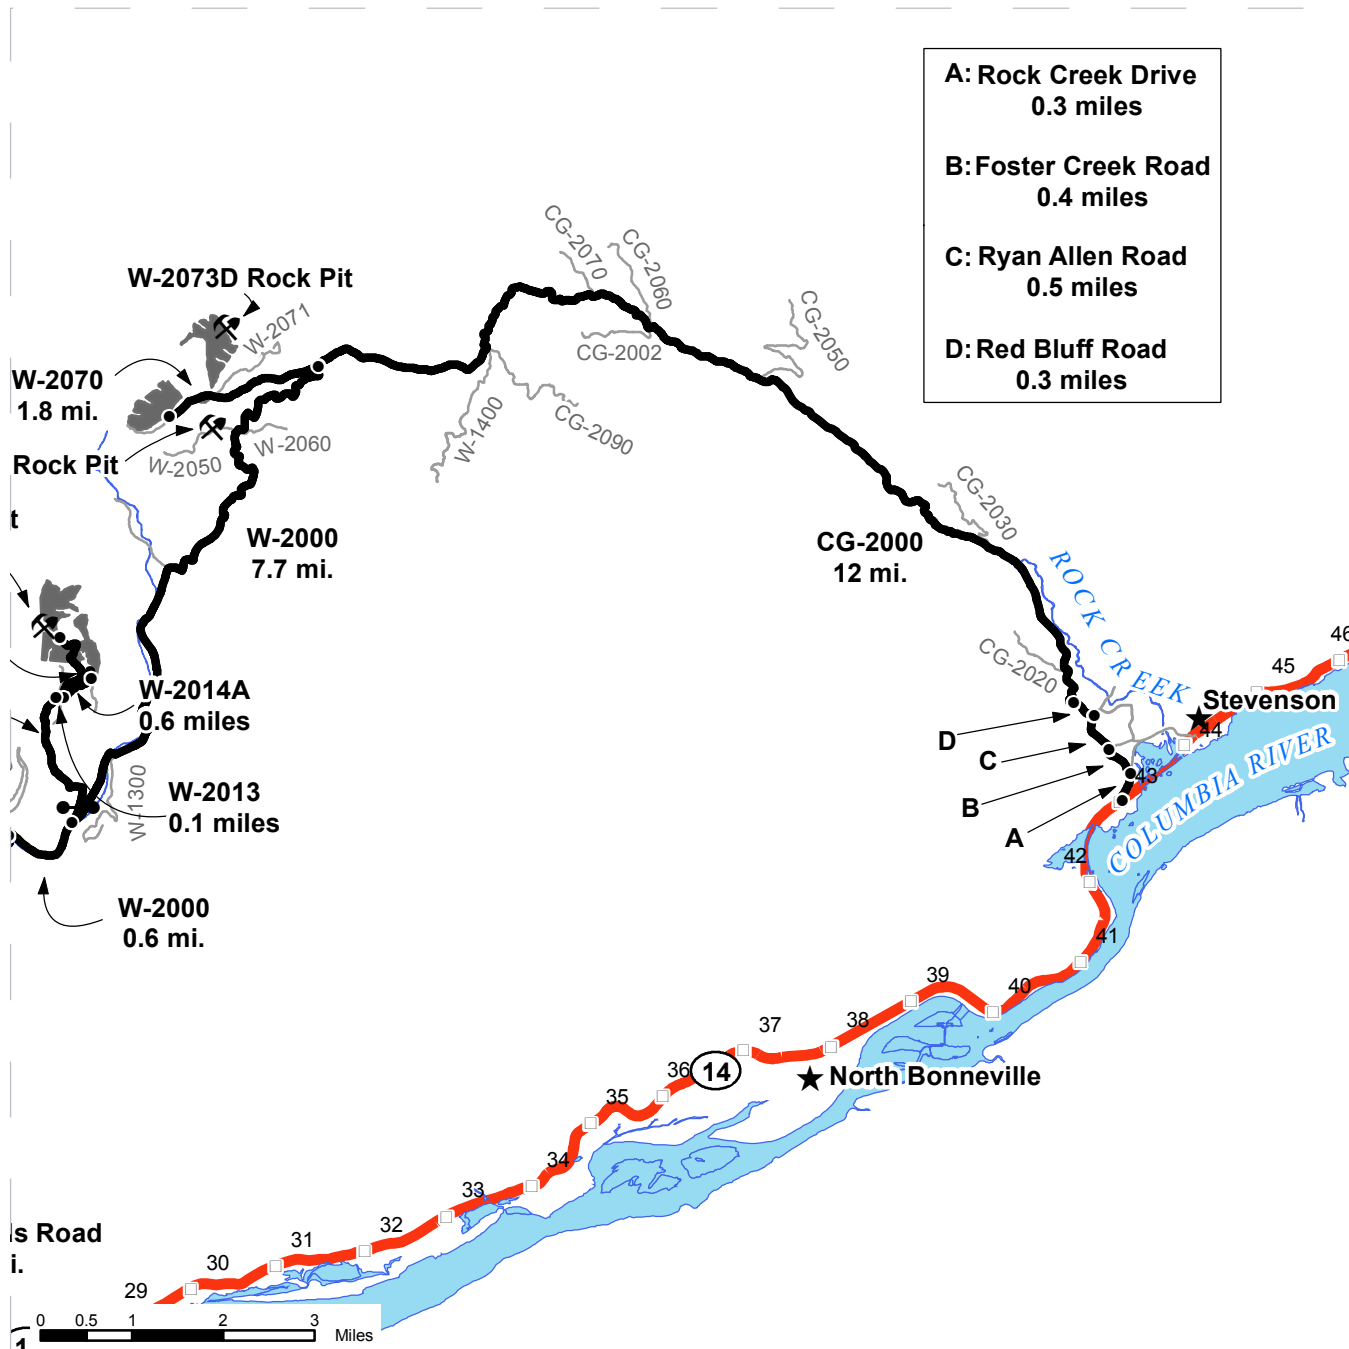 A: Rock Creek Drive
0.3 miles
B: Foster Creek Road
0.4 miles
C: Ryan Allen Road
0.5 miles
D: Red Bluff Road
0.3 miles
CG-2070
CG-2060
W-2073D Rock Pit
W-2071
CG-2050
CG-2002
W-2070
1.8 mi.
W-1400
CG-2090
W-2060
W-2050
Rock Pit
CG-2030
t
W-2000
7.7 mi.
CG-2000
12 mi.
ROCK CREEK
46
45
CG-2020
W-2014A
0.6 miles
Stevenson
44
D
C
COLUMBIA RIVER
43
W-2013
0.1 miles
W-1300
B
A
42
W-2000
0.6 mi.
41
39
40
38
37
36
14
North Bonneville
35
34
33
32
31
30
29
ls Road
i.
0 0.5 1 2 3
Miles
1